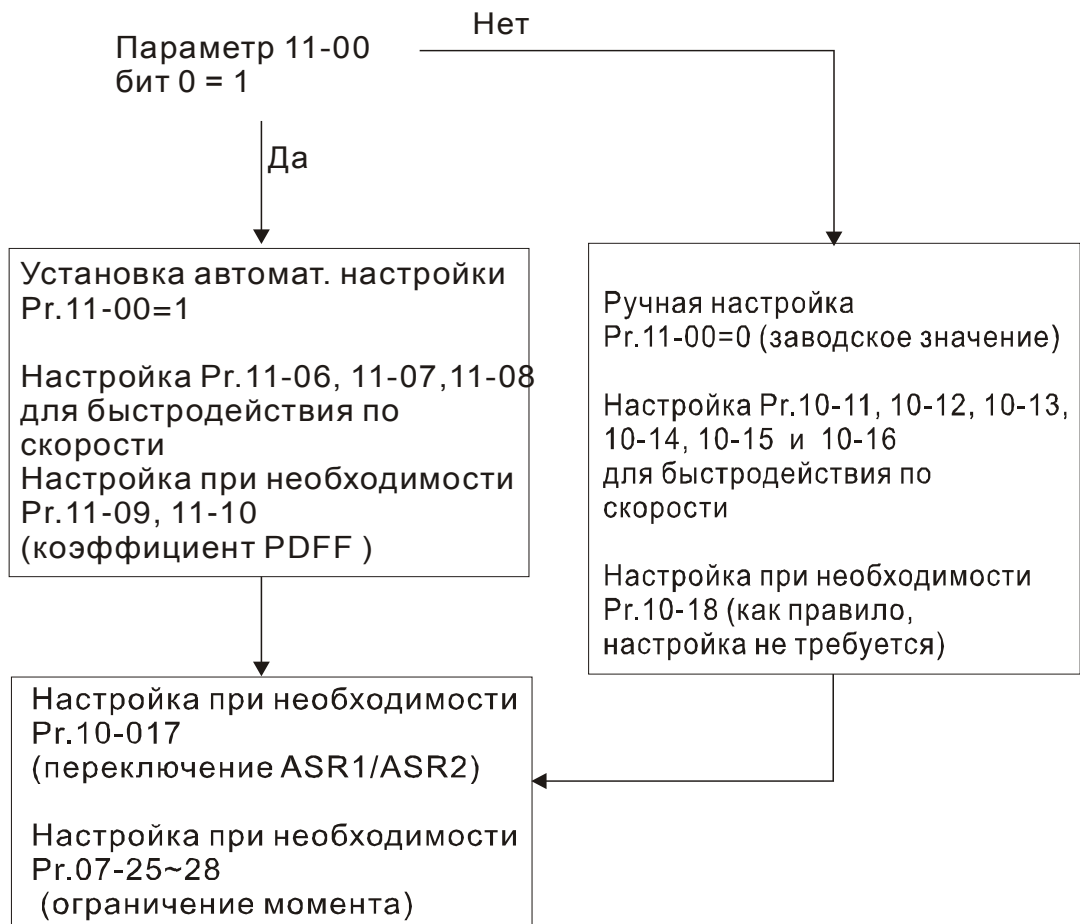 Параметр 11-00
бит 0 = 1
Нет
Да
Установка автомат. настройки
Pr.11-00=1
Настройка Pr.11-06, 11-07,11-08
для быстродействия по
скорости
Настройка при необходимости
Pr.11-09, 11-10
(коэффициент PDFF )
Ручная настройка
Pr.11-00=0 (заводское значение)
Настройка Pr.10-11, 10-12, 10-13,
10-14, 10-15 и 10-16
для быстродействия по
скорости
Настройка при необходимости
Pr.10-18 (как правило,
настройка не требуется)
Настройка при необходимости
Pr.10-017
(переключение ASR1/ASR2)
Настройка при необходимости
Pr.07-25~28
(ограничение момента)